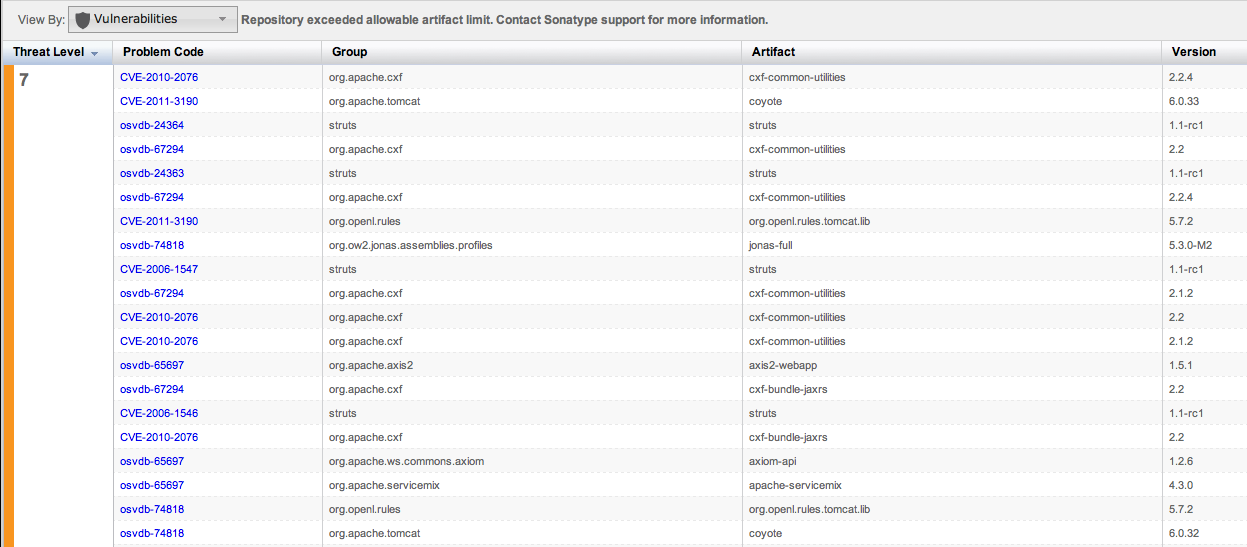 View By: Vulnerabilities Repository exceeded allowable artifact limit. Contact Sonatype support for more information.
Threat Level Problem Code Group Artifact Version
7 CVE-2010-2076 org.apache.cxf cxf-common-utilities 2.2.4
CVE-2011-3190 org.apache.tomcat coyote 6.0.33
osvdb-24364 struts struts 1.1-rc1
osvdb-67294 org.apache.cxf cxf-common-utilities 2.2
osvdb-24363 struts struts 1.1-rc1
osvdb-67294 org.apache.cxf cxf-common-utilities 2.2.4
CVE-2011-3190 org.openl.rules org.openl.rules.tomcat.lib 5.7.2
osvdb-74818 org.ow2.jonas.assemblies.profiles jonas-full 5.3.0-M2
CVE-2006-1547 struts struts 1.1-rc1
osvdb-67294 org.apache.cxf cxf-common-utilities 2.1.2
CVE-2010-2076 org.apache.cxf cxf-common-utilities 2.2
CVE-2010-2076 org.apache.cxf cxf-common-utilities 2.1.2
osvdb-65697 org.apache.axis2 axis2-webapp 1.5.1
osvdb-67294 org.apache.cxf cxf-bundle-jaxrs 2.2
CVE-2006-1546 struts struts 1.1-rc1
CVE-2010-2076 org.apache.cxf cxf-bundle-jaxrs 2.2
osvdb-65697 org.apache.ws.commons.axiom axiom-api 1.2.6
osvdb-65697 org.apache.servicemix apache-servicemix 4.3.0
osvdb-74818 org.openl.rules org.openl.rules.tomcat.lib 5.7.2
osvdb-74818 org.apache.tomcat coyote 6.0.32